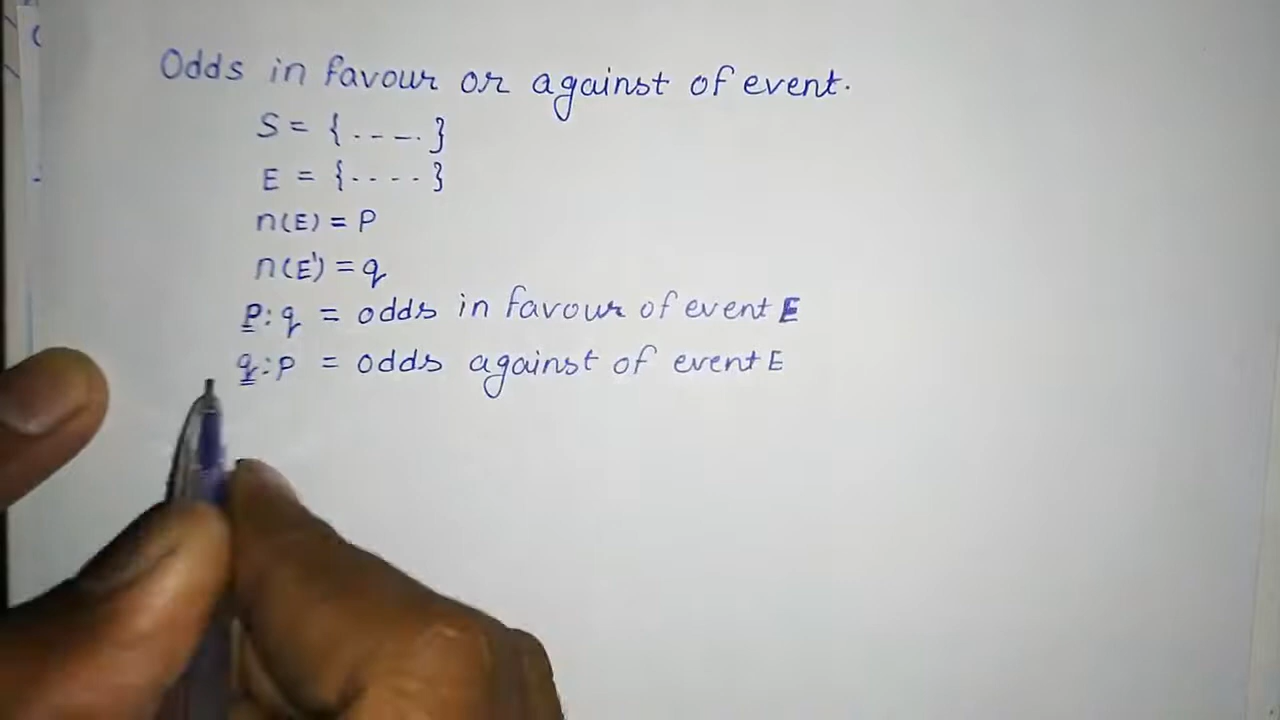 Odds in favour or against of event.
S = {-----}
E = {----}
n(E) = P
n(E') = q
p:q = odds in favour of event E
q:p = odds against of event E